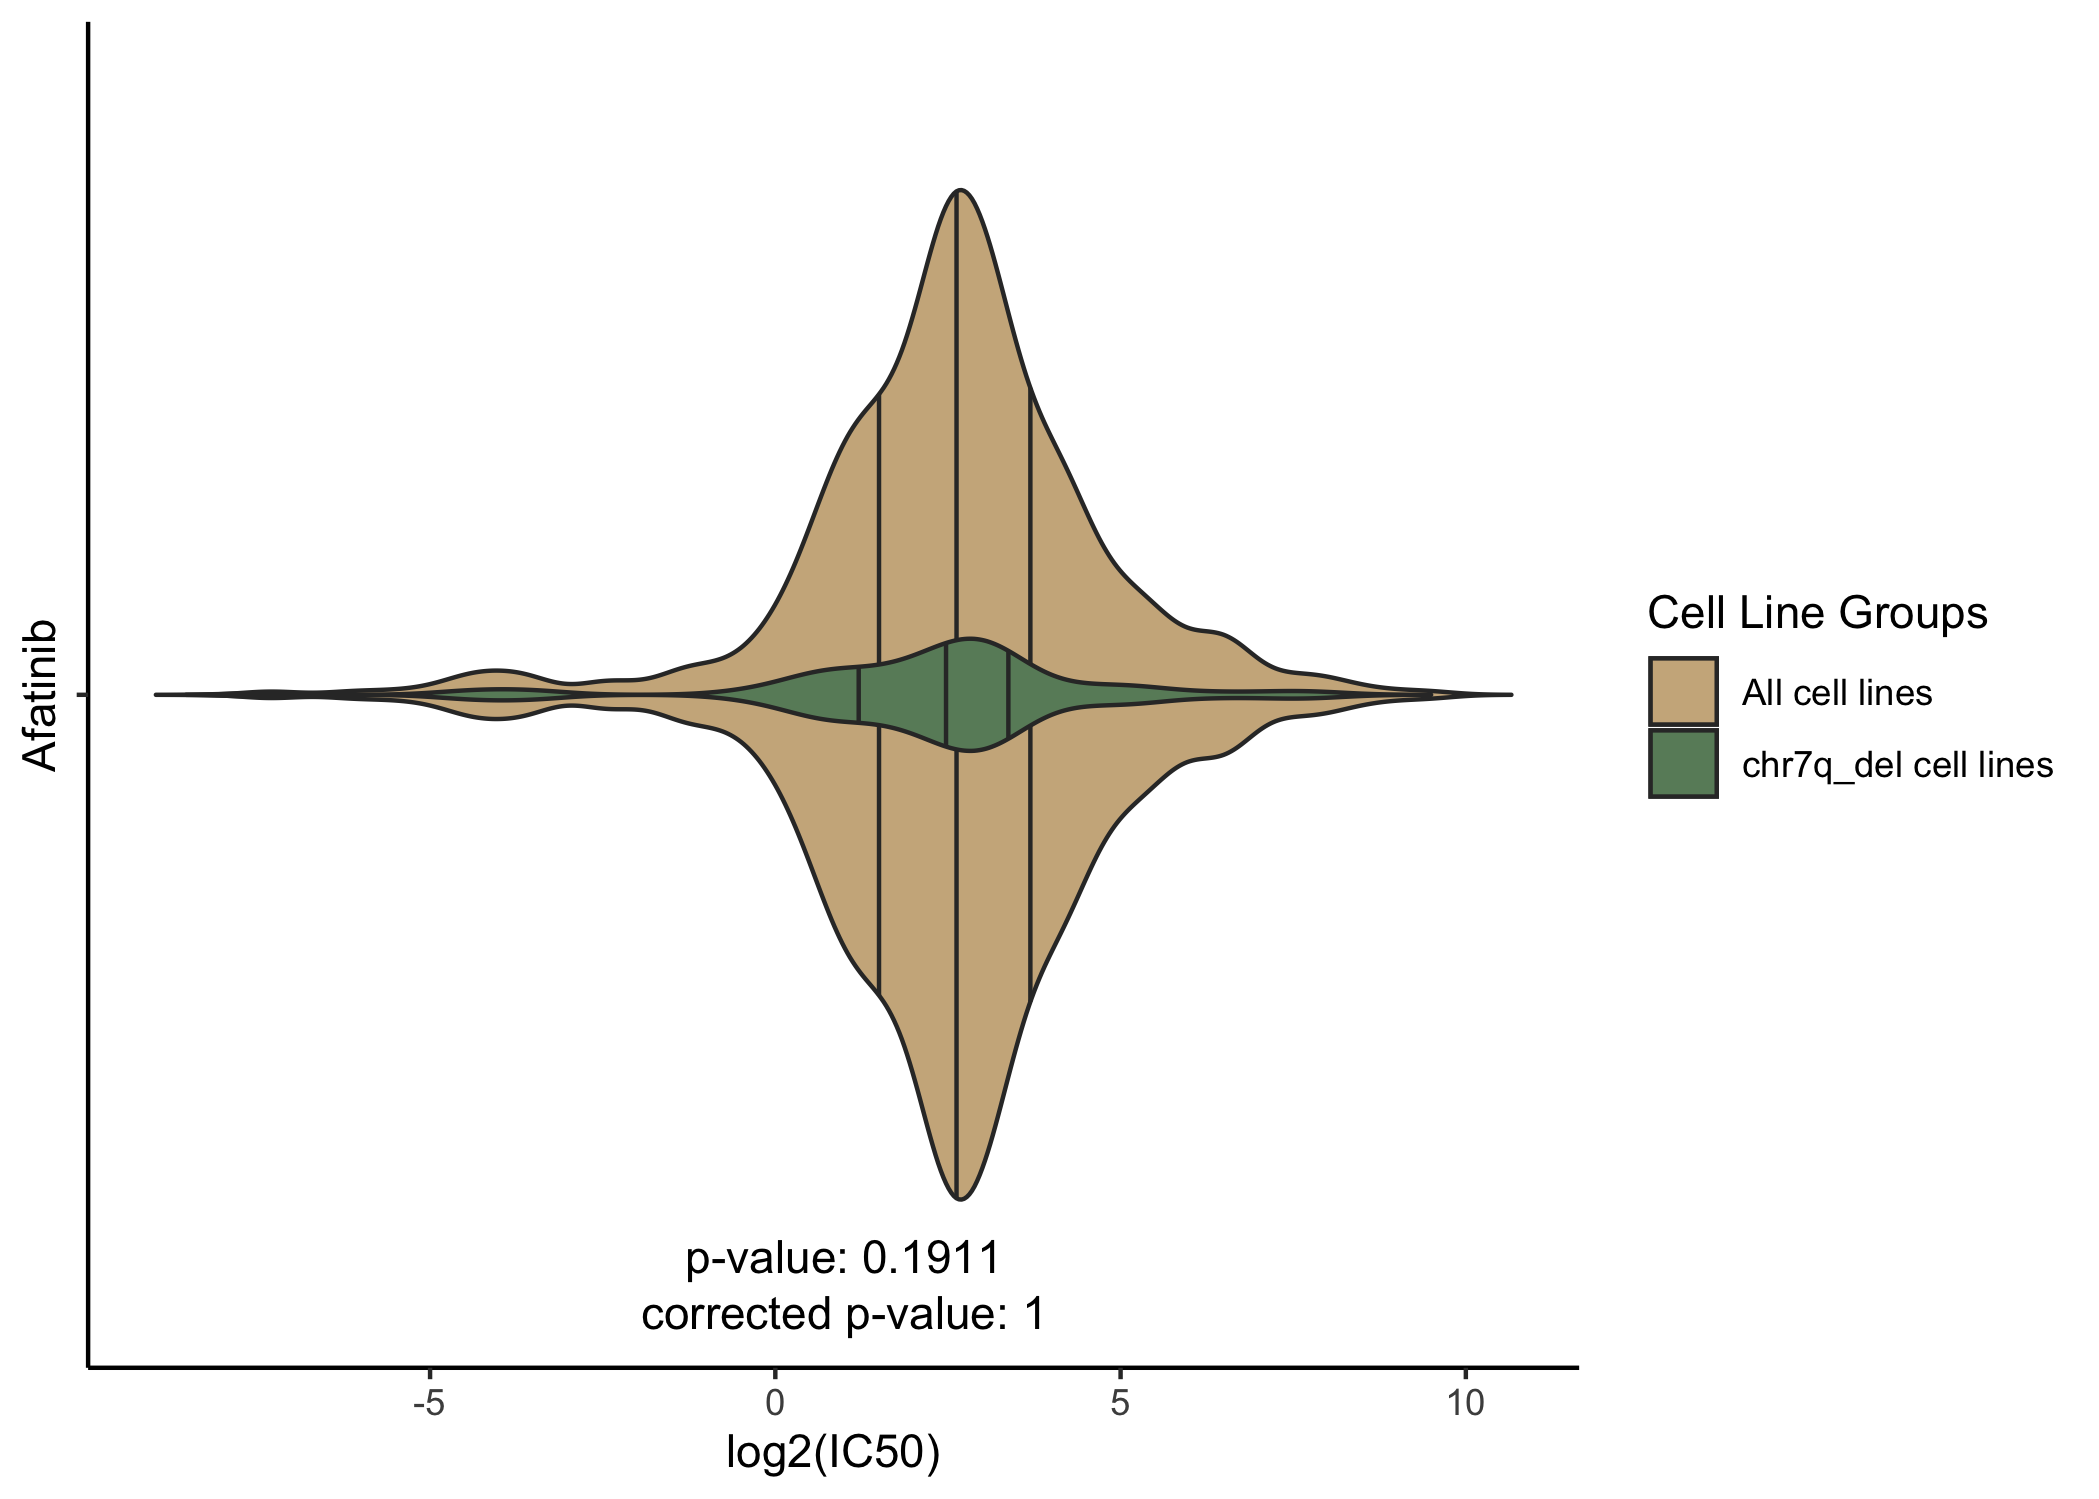 Afatinib
p-value: 0.1911
corrected p-value: 1
-5
0
5
10
log2(IC50)
Cell Line Groups
All cell lines
chr7q_del cell lines